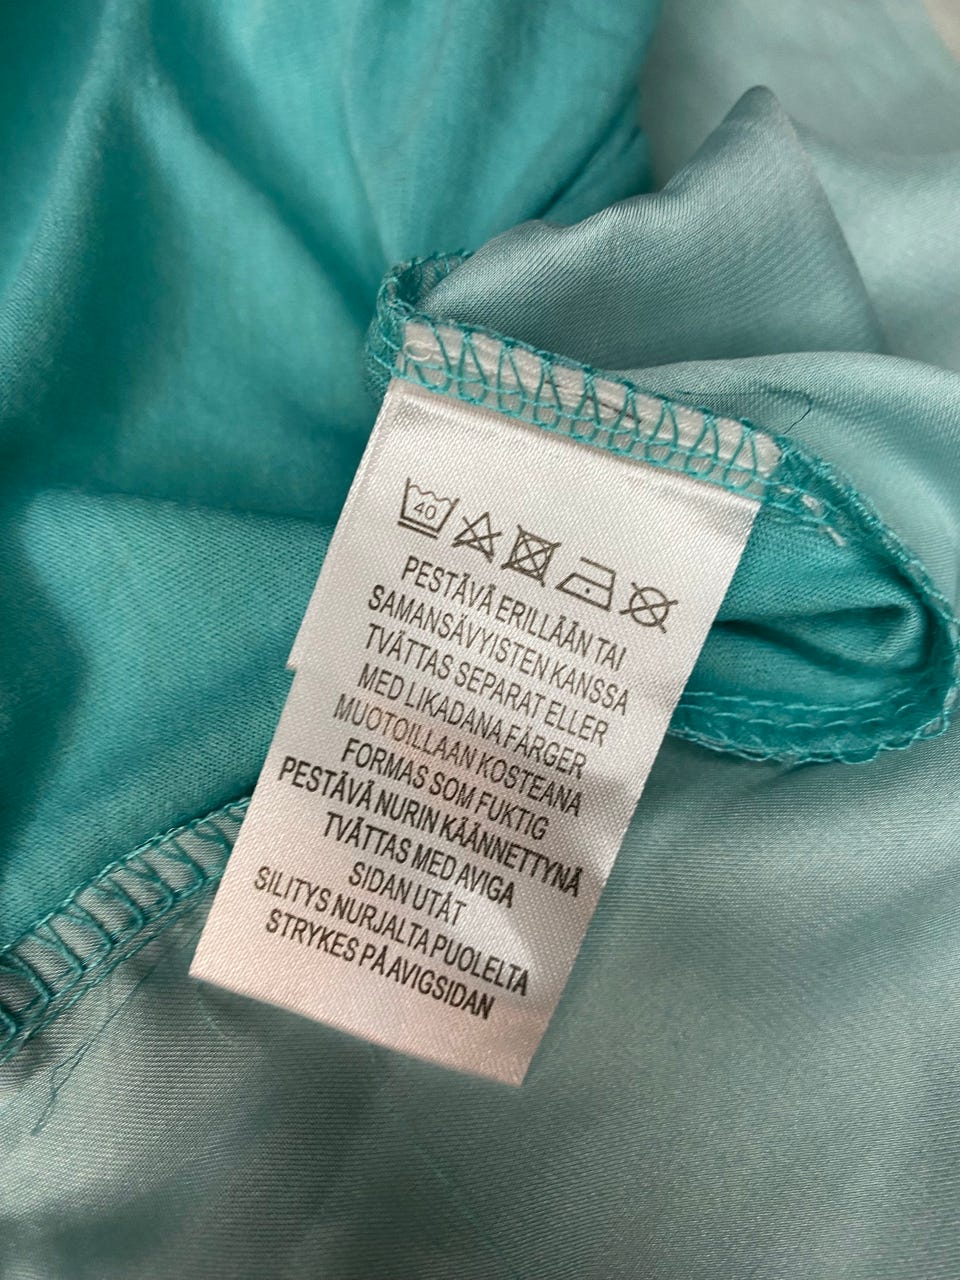 40
PESTÄVÄ ERILLÄÄN TAI
SAMANSÄVYISTEN KANSSA
TVÄTTAS SEPARAT ELLER
MED LIKADANA FÄRGER
MUOTOILLAAN KOSTEANA
FORMAS SOM FUKTIG
PESTÄVÄ NURIN KÄÄNNETTYNÄ
TVÄTTAS MED AVIGA
SIDAN UTÅT
SILITYS NURJALTA PUOLELTA
STRYKES PÅ AVIGSIDAN